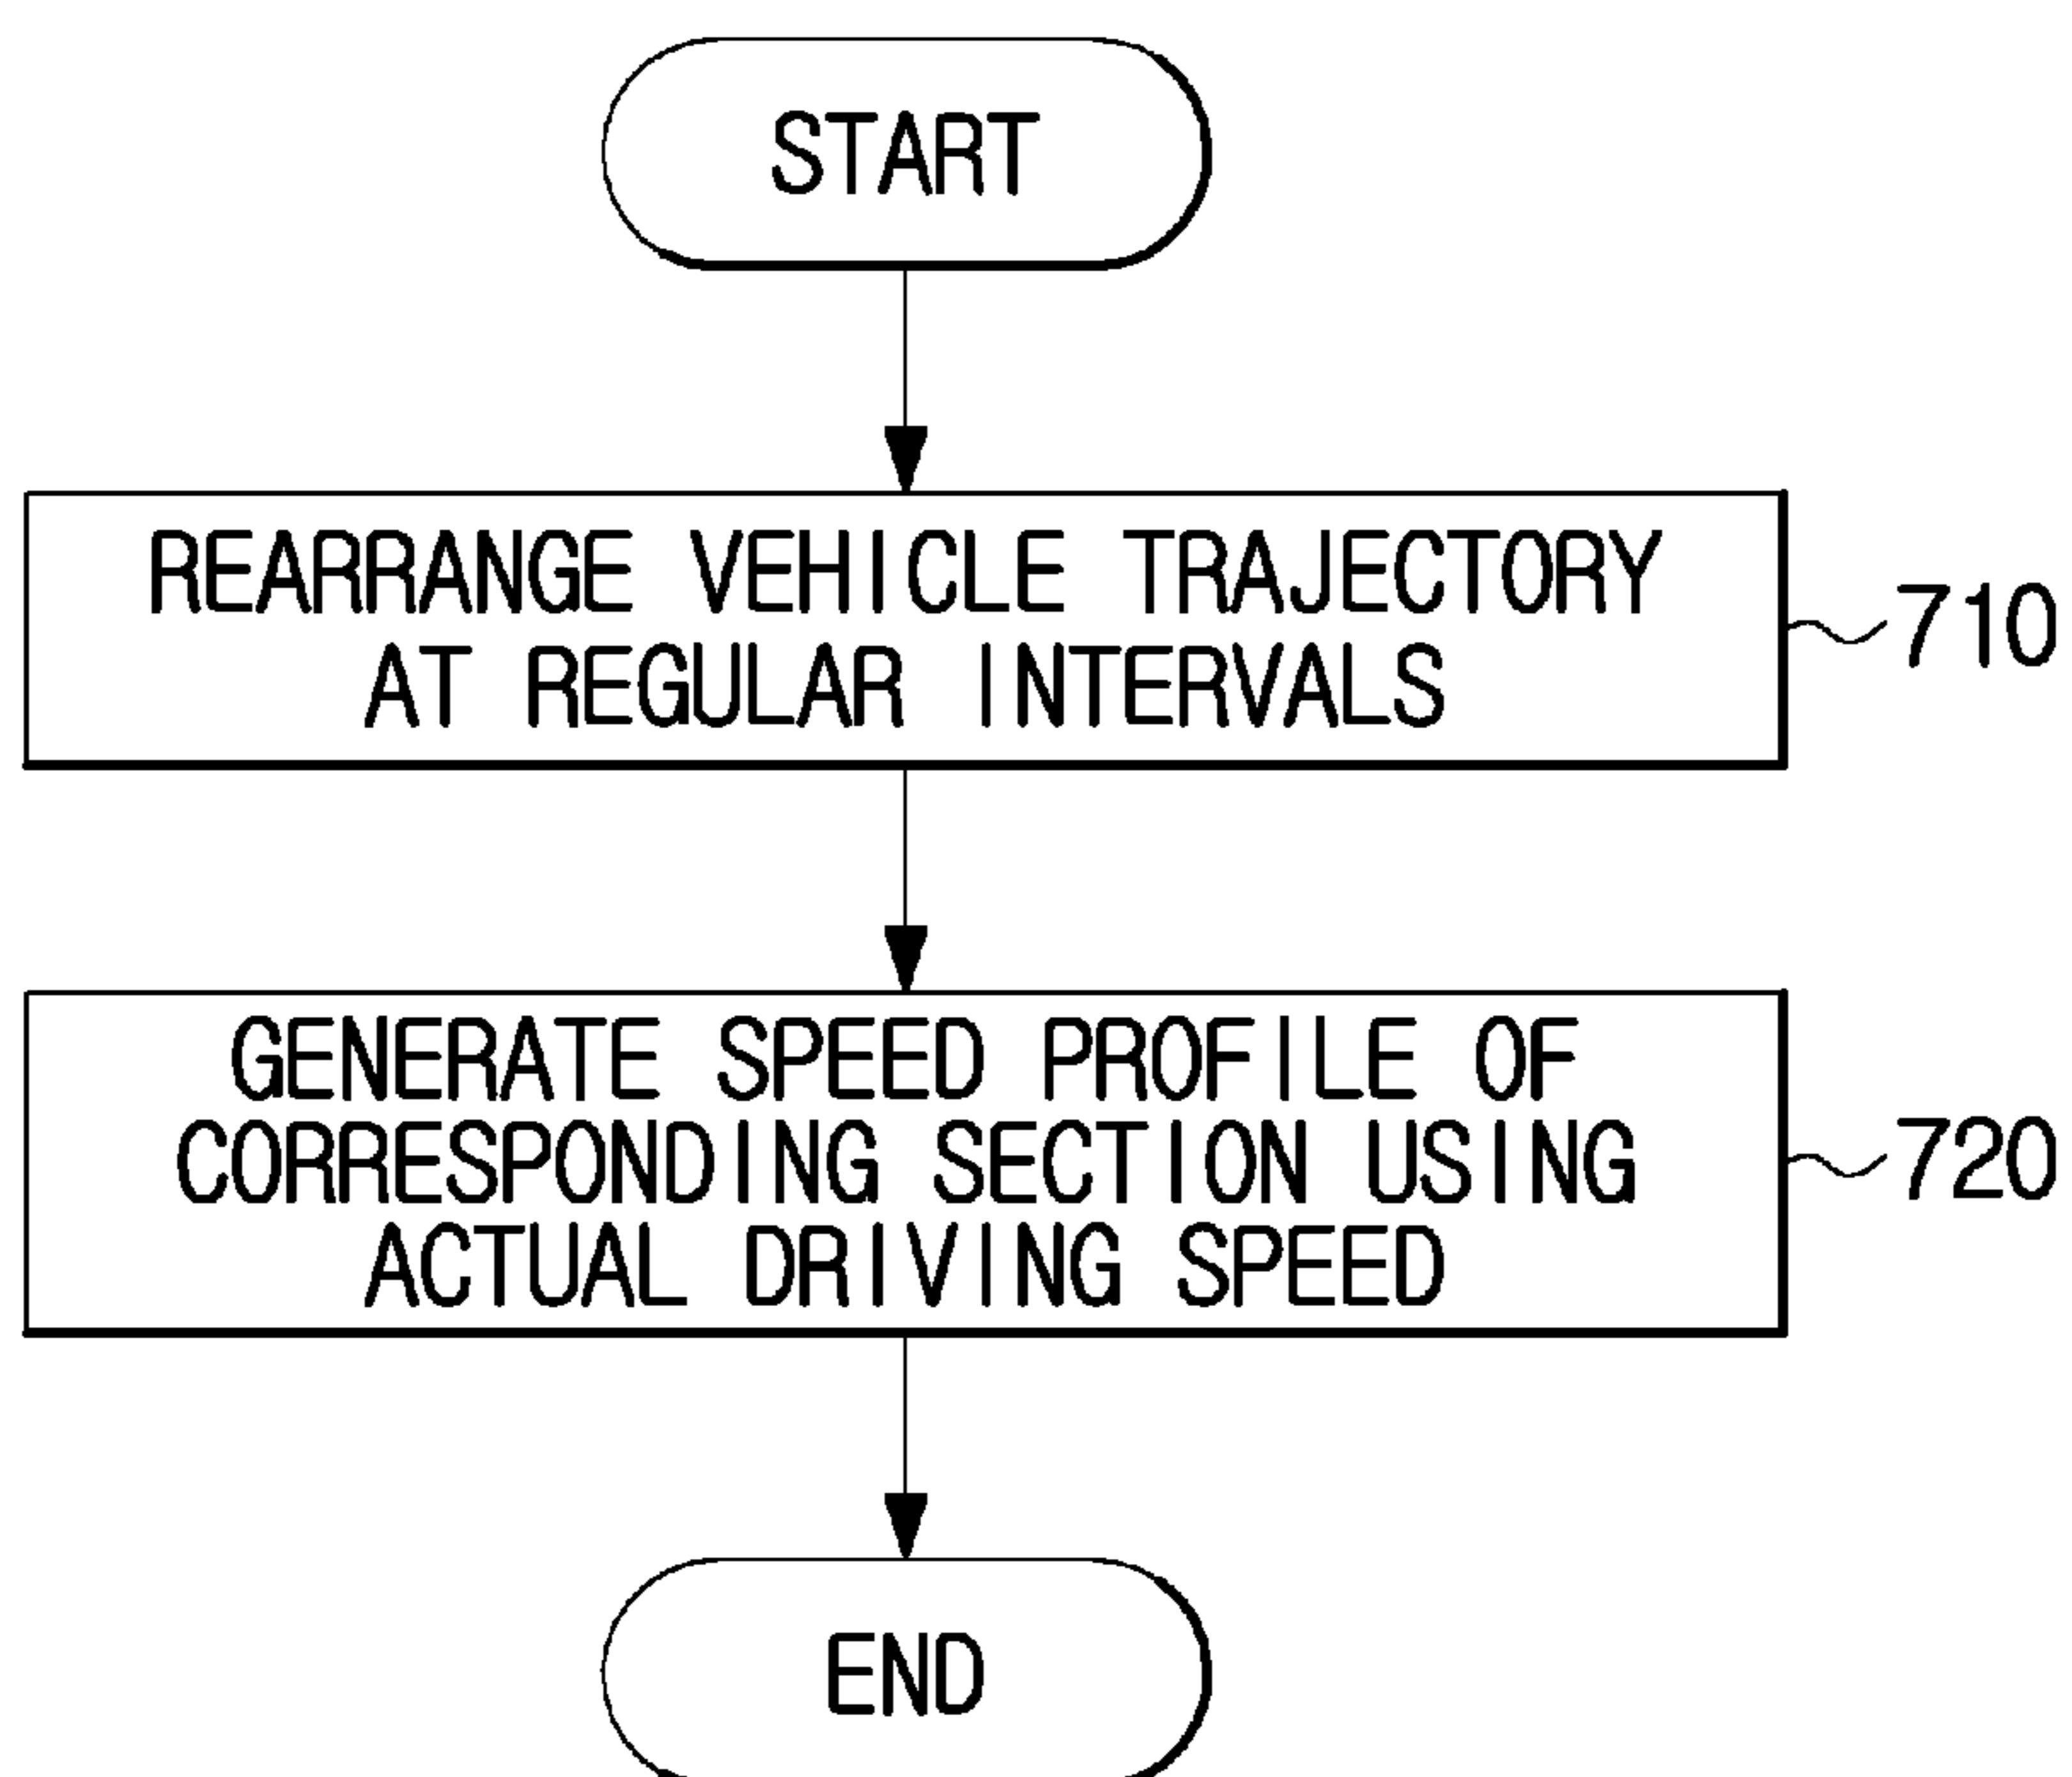 START
REARRANGE VEHICLE TRAJECTORY
AT REGULAR INTERVALS
710
GENERATE SPEED PROFILE OF
CORRESPONDING SECTION USING
ACTUAL DRIVING SPEED
720
END